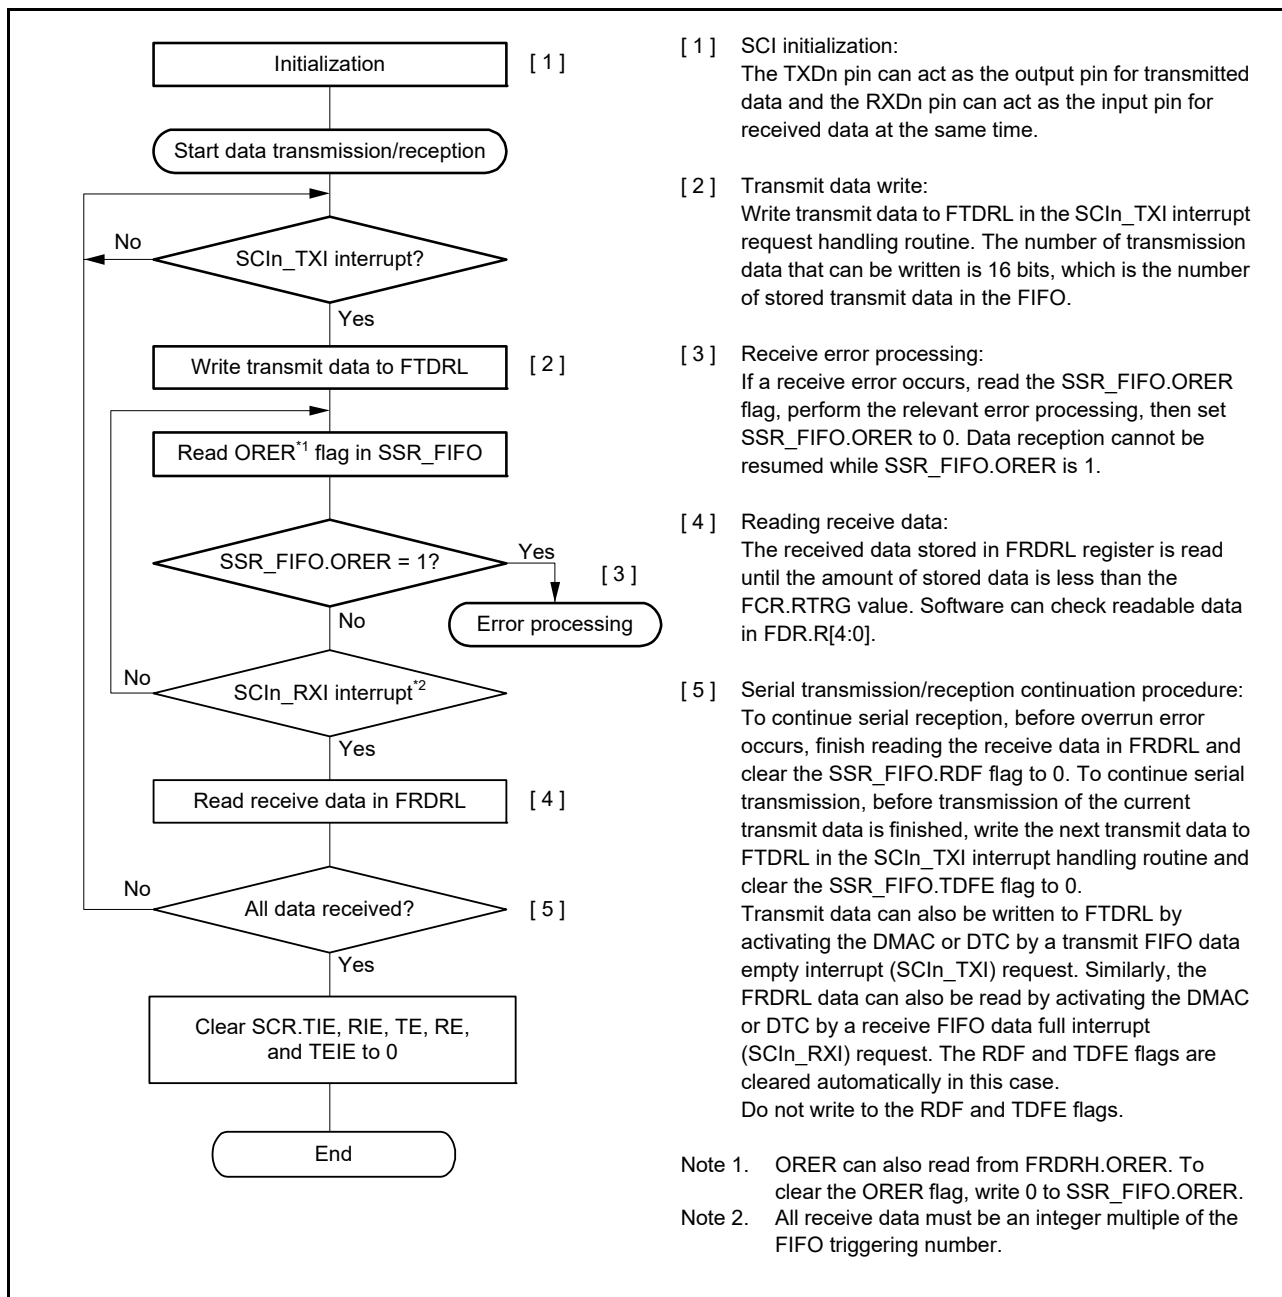 Initialization
[ 1 ]
Start data transmission/reception
No
SCIn_TXI interrupt?
Yes
Write transmit data to FTDRL
[ 2 ]
Read ORER*1 flag in SSR_FIFO
SSR_FIFO.ORER = 1?
Yes
[ 3 ]
Error processing
No
No
SCIn_RXI interrupt*2
Yes
Read receive data in FRDRL
[ 4 ]
No
All data received?
[ 5 ]
Yes
Clear SCR.TIE, RIE, TE, RE,
and TEIE to 0
End
[ 1 ] SCI initialization:
The TXDn pin can act as the output pin for transmitted
data and the RXDn pin can act as the input pin for
received data at the same time.
[ 2 ] Transmit data write:
Write transmit data to FTDRL in the SCIn_TXI interrupt
request handling routine. The number of transmission
data that can be written is 16 bits, which is the number
of stored transmit data in the FIFO.
[ 3 ] Receive error processing:
If a receive error occurs, read the SSR_FIFO.ORER
flag, perform the relevant error processing, then set
SSR_FIFO.ORER to 0. Data reception cannot be
resumed while SSR_FIFO.ORER is 1.
[ 4 ] Reading receive data:
The received data stored in FRDRL register is read
until the amount of stored data is less than the
FCR.RTRG value. Software can check readable data
in FDR.R[4:0].
[ 5 ] Serial transmission/reception continuation procedure:
To continue serial reception, before overrun error
occurs, finish reading the receive data in FRDRL and
clear the SSR_FIFO.RDF flag to 0. To continue serial
transmission, before transmission of the current
transmit data is finished, write the next transmit data to
FTDRL in the SCIn_TXI interrupt handling routine and
clear the SSR_FIFO.TDFE flag to 0.
Transmit data can also be written to FTDRL by
activating the DMAC or DTC by a transmit FIFO data
empty interrupt (SCIn_TXI) request. Similarly, the
FRDRL data can also be read by activating the DMAC
or DTC by a receive FIFO data full interrupt
(SCIn_RXI) request. The RDF and TDFE flags are
cleared automatically in this case.
Do not write to the RDF and TDFE flags.
Note 1. ORER can also read from FRDRH.ORER. To
clear the ORER flag, write 0 to SSR_FIFO.ORER.
Note 2. All receive data must be an integer multiple of the
FIFO triggering number.